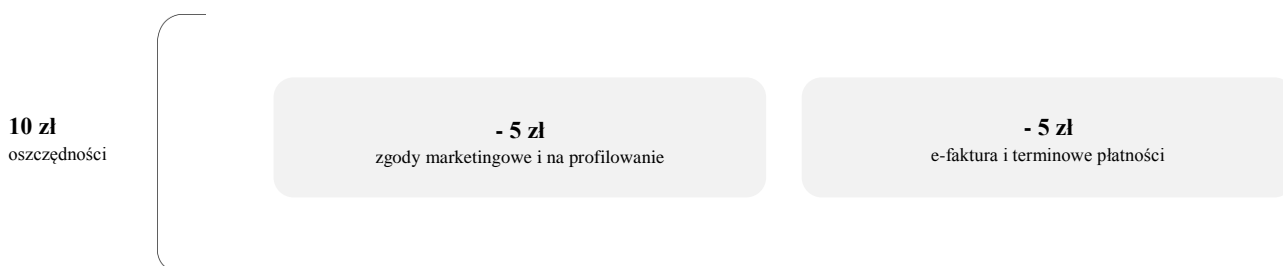 10 zł
oszczędności
- 5 zł
zgody marketingowe i na profilowanie
- 5 zł
e-faktura i terminowe płatności